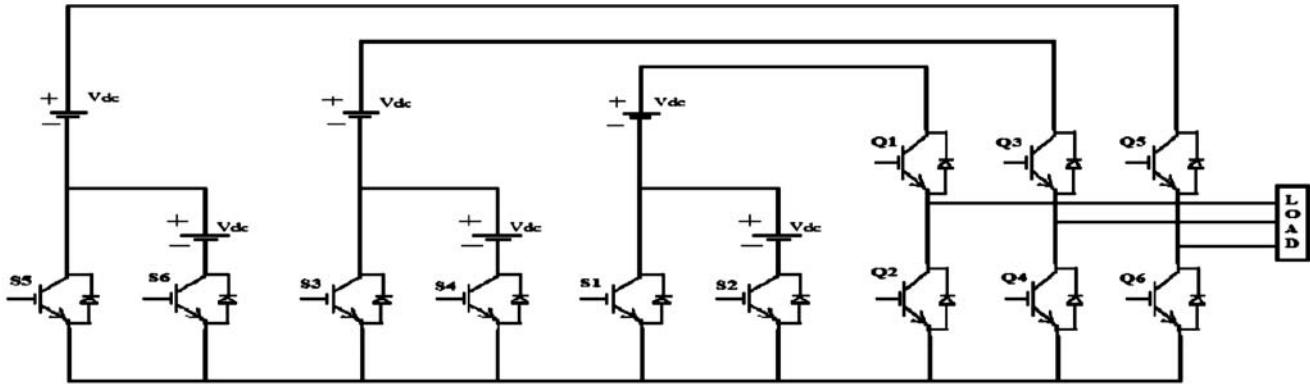 +
Vdc
−
+
Vdc
−
+
Vdc
−
Q1
Q3
Q5
L
O
A
D
+
Vdc
−
+
Vdc
−
+
Vdc
−
S5
S6
S3
S4
S1
S2
Q2
Q4
Q6